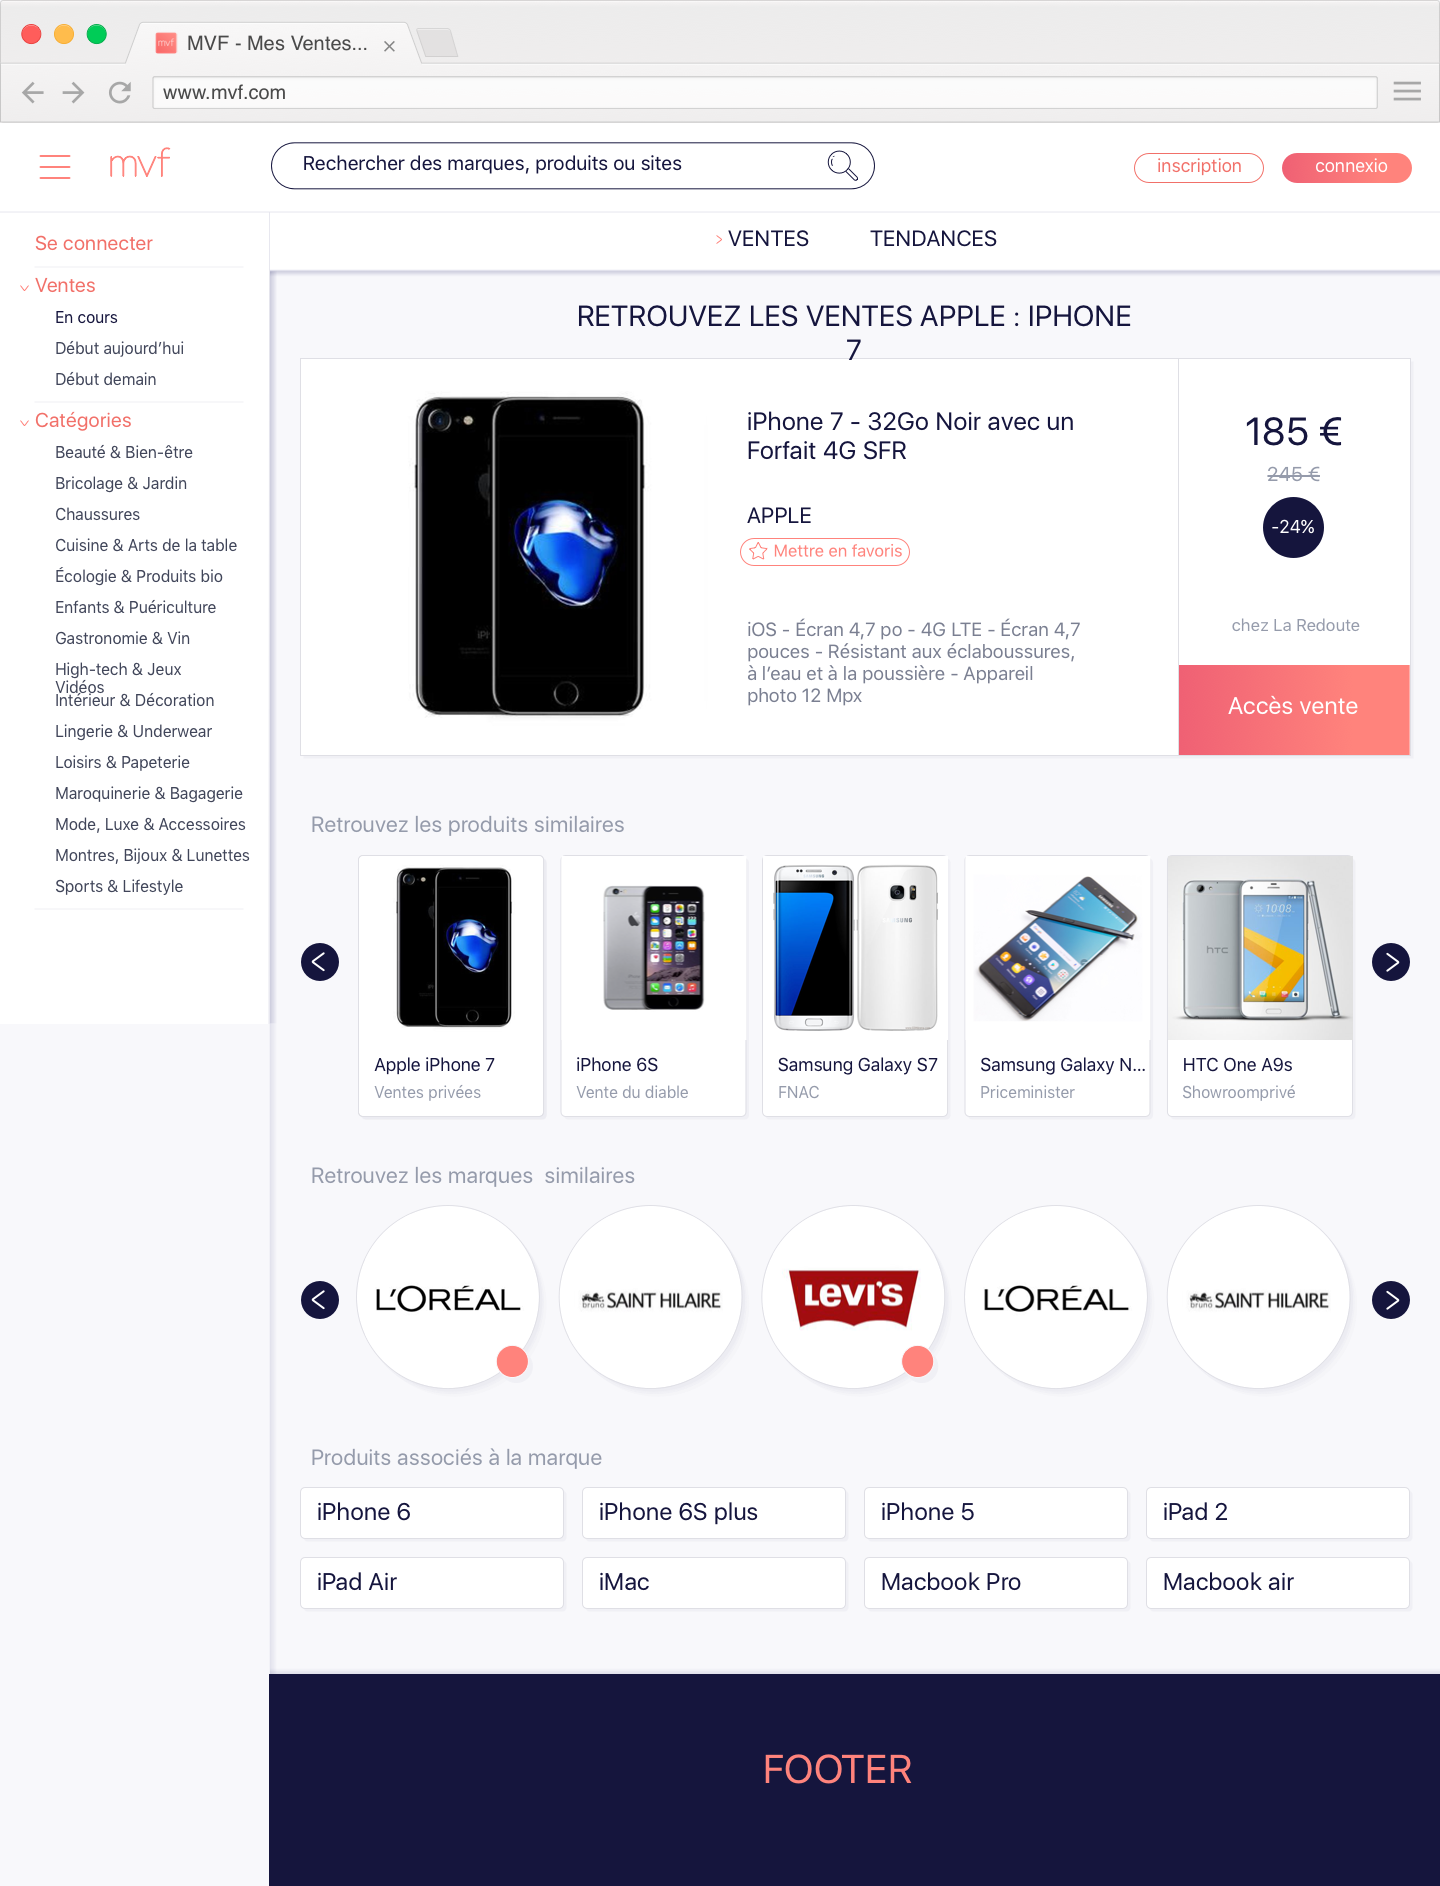 mvf
MVF - Mes Ventes...
www.mvf.com
mvf
Rechercher des marques, produits ou sites
inscription
connexio
Se connecter
Ventes
En cours
Début aujourd'hui
Début demain
Catégories
Beauté & Bien-être
Bricolage & Jardin
Chaussures
Cuisine & Arts de la table
Écologie & Produits bio
Enfants & Puériculture
Gastronomie & Vin
High-tech & Jeux
Vidéos
Intérieur & Décoration
Lingerie & Underwear
Loisirs & Papeterie
Maroquinerie & Bagagerie
Mode, Luxe & Accessoires
Montres, Bijoux & Lunettes
Sports & Lifestyle
VENTES
TENDANCES
RETROUVEZ LES VENTES APPLE : IPHONE
7
iPhone 7 - 32Go Noir avec un
Forfait 4G SFR
APPLE
Mettre en favoris
iOS - Écran 4,7 po - 4G LTE - Écran 4,7
pouces - Résistant aux éclaboussures,
à l'eau et à la poussière - Appareil
photo 12 Mpx
185 €
245 €
-24%
chez La Redoute
Accès vente
Retrouvez les produits similaires
SAMSUNG
SAMSUNG
hTC
10:08
Apple iPhone 7
Ventes privées
iPhone 6S
Vente du diable
Samsung Galaxy S7
FNAC
Samsung Galaxy N...
Priceminister
HTC One A9s
Showroomprivé
Retrouvez les marques  similaires
L'ORÉAL
bruno SAINT HILAIRE
LEVI'S
L'ORÉAL
bruno SAINT HILAIRE
Produits associés à la marque
iPhone 6
iPhone 6S plus
iPhone 5
iPad 2
iPad Air
iMac
Macbook Pro
Macbook air
FOOTER